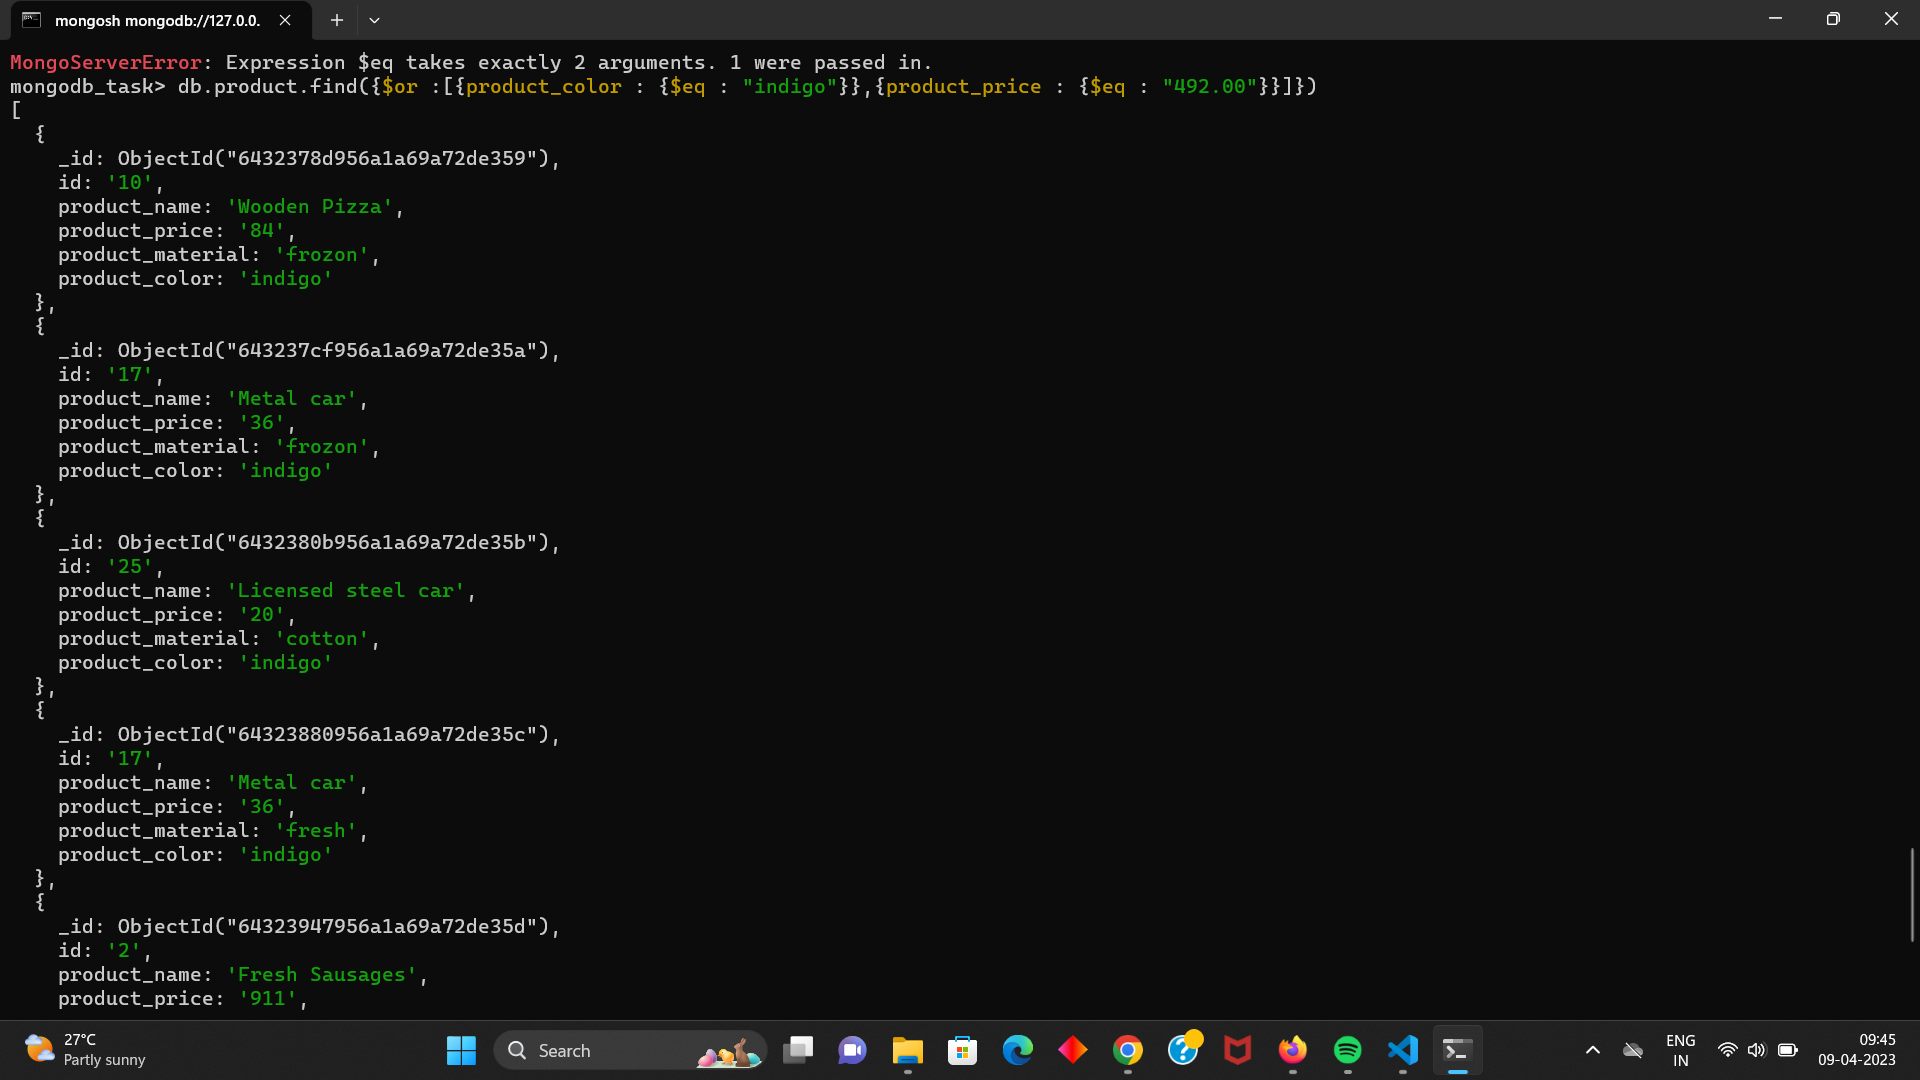 mongosh mongodb://127.0.0.
MongoServerError: Expression $eq takes exactly 2 arguments. 1 were passed in.
mongodb_task> db.product.find({$or :[{product_color : {$eq : "indigo"}},{product_price : {$eq : "492.00"}}]})
[
  {
    _id: ObjectId("6432378d956a1a69a72de359"),
    id: '10',
    product_name: 'Wooden Pizza',
    product_price: '84',
    product_material: 'frozon',
    product_color: 'indigo'
  },
  {
    _id: ObjectId("643237cf956a1a69a72de35a"),
    id: '17',
    product_name: 'Metal car',
    product_price: '36',
    product_material: 'frozon',
    product_color: 'indigo'
  },
  {
    _id: ObjectId("6432380b956a1a69a72de35b"),
    id: '25',
    product_name: 'Licensed steel car',
    product_price: '20',
    product_material: 'cotton',
    product_color: 'indigo'
  },
  {
    _id: ObjectId("64323880956a1a69a72de35c"),
    id: '17',
    product_name: 'Metal car',
    product_price: '36',
    product_material: 'fresh',
    product_color: 'indigo'
  },
  {
    _id: ObjectId("64323947956a1a69a72de35d"),
    id: '2',
    product_name: 'Fresh Sausages',
    product_price: '911',
27°C
Partly sunny
Search
ENG
IN
09:45
09-04-2023